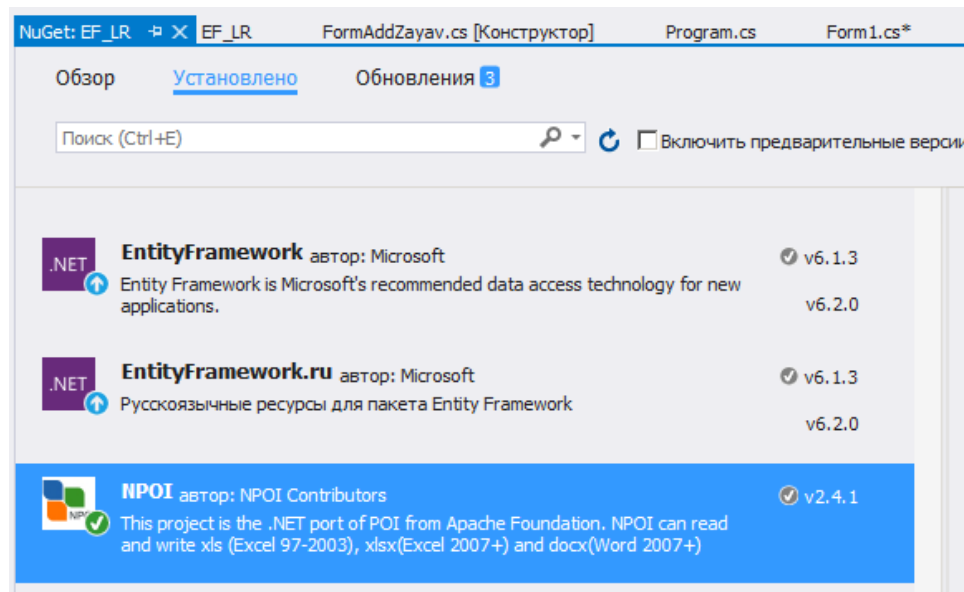 NuGet: EF_LR EF_LR FormAddZayav.cs [Конструктор] Program.cs Form1.cs*
Обзор Установлено Обновления 3
Поиск (Ctrl+E) Включить предварительные версии
.NET EntityFramework автор: Microsoft v6.1.3
Entity Framework is Microsoft's recommended data access technology for new
applications. v6.2.0
.NET EntityFramework.ru автор: Microsoft v6.1.3
Русскоязычные ресурсы для пакета Entity Framework
v6.2.0
NPOI автор: NPOI Contributors v2.4.1
This project is the .NET port of POI from Apache Foundation. NPOI can read
and write xls (Excel 97-2003), xlsx(Excel 2007+) and docx(Word 2007+)